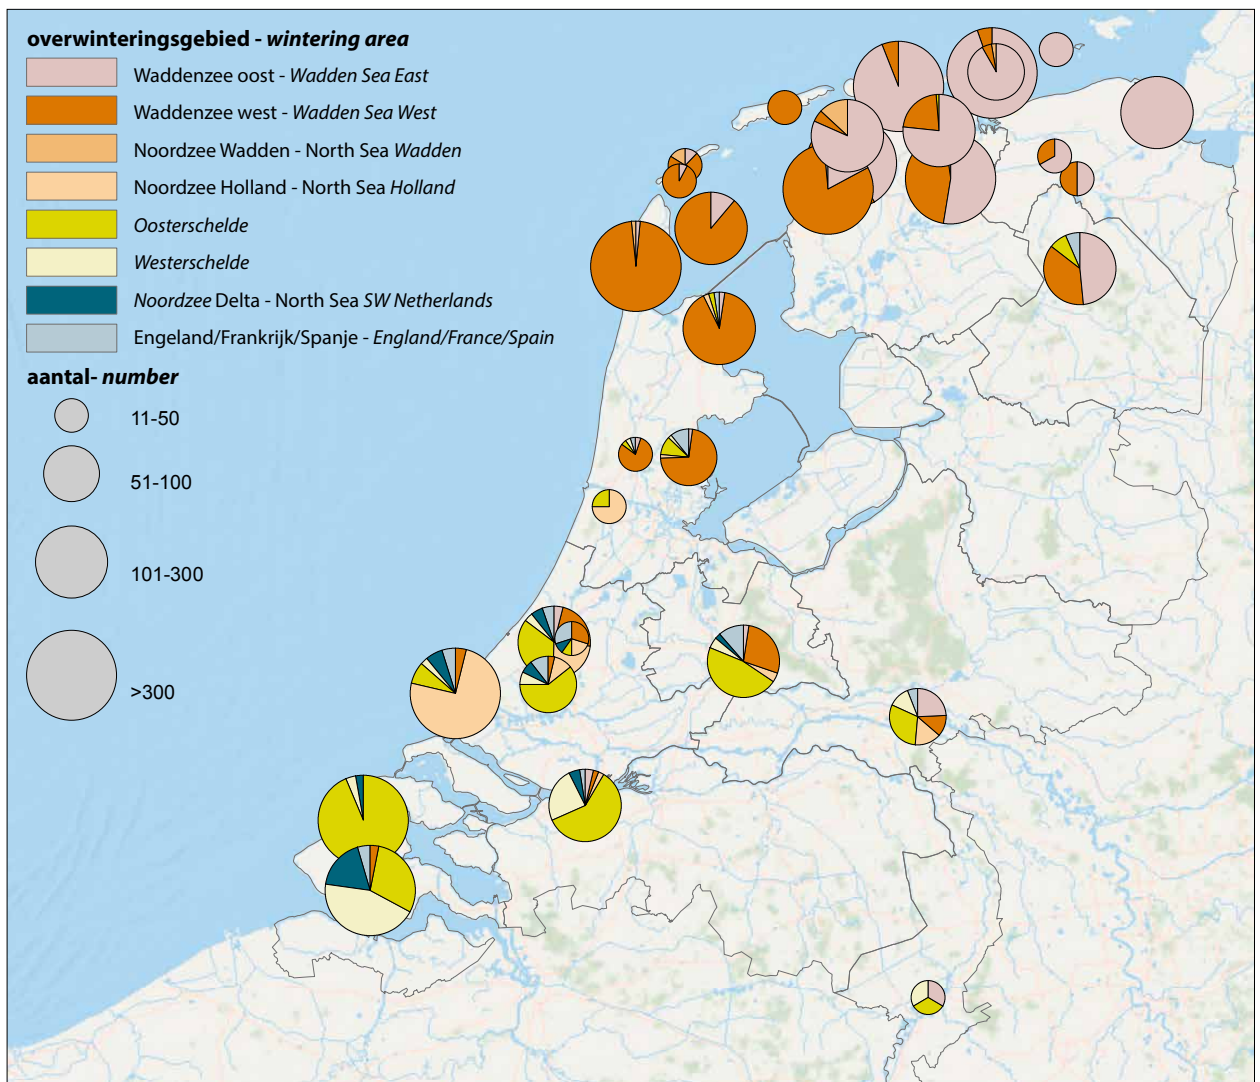 overwinteringsgebied - wintering area
Waddenzee oost - Wadden Sea East
Waddenzee west - Wadden Sea West
Noordzee Wadden - North Sea Wadden
Noordzee Holland - North Sea Holland
Oosterschelde
Westerschelde
Noordzee Delta - North Sea SW Netherlands
Engeland/Frankrijk/Spanje - England/France/Spain
aantal- number
11-50
51-100
101-300
>300